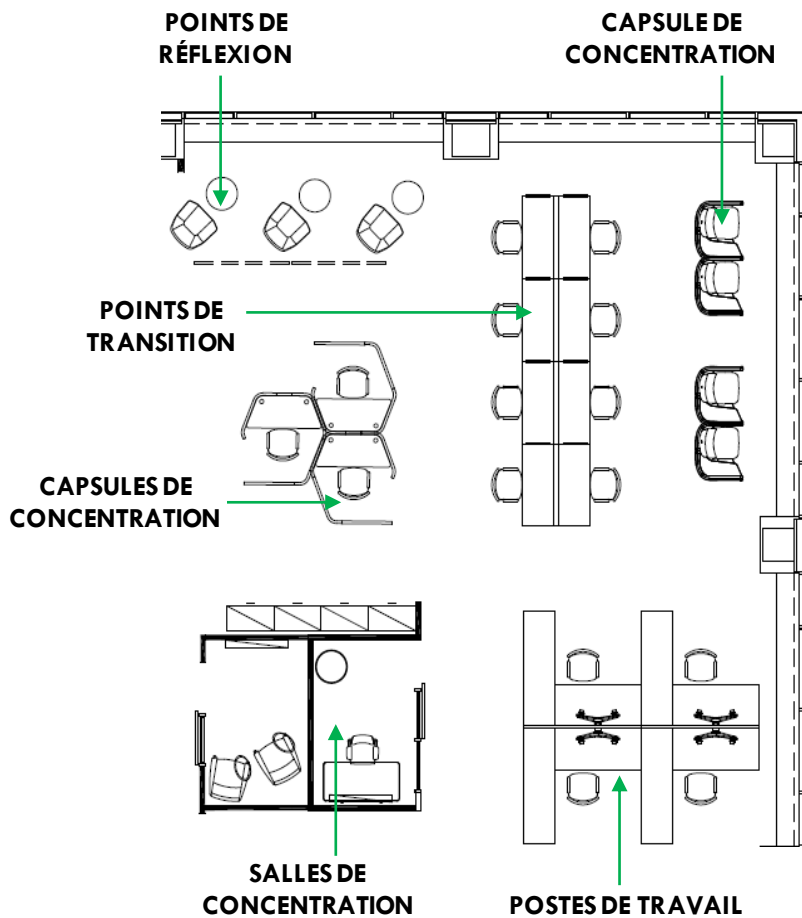 POINTS DE
RÉFLEXION
CAPSULE DE
CONCENTRATION
POINTS DE
TRANSITION
CAPSULES DE
CONCENTRATION
SALLES DE
CONCENTRATION
POSTES DE TRAVAIL